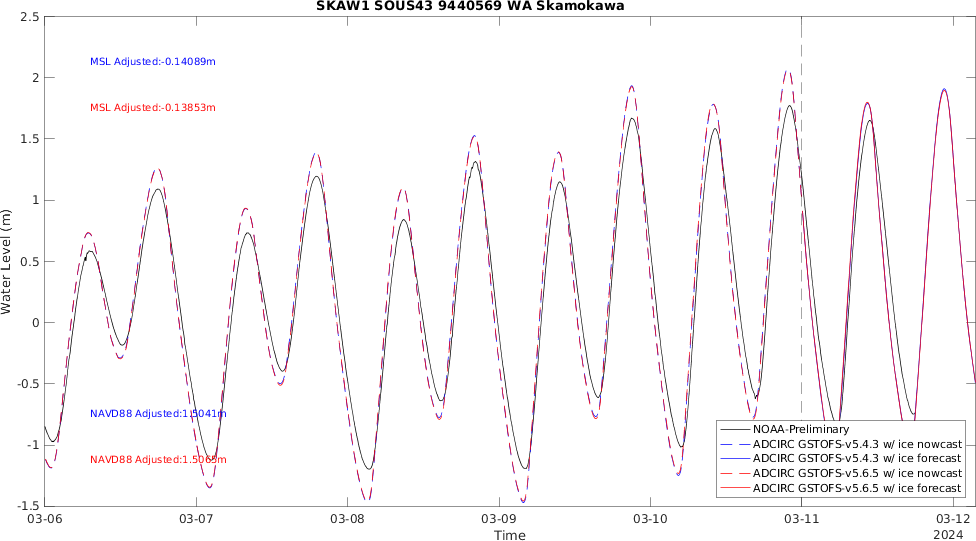 SKAW1 SOUS43 9440569 WA Skamokawa
2.5
2
1.5
1
0.5
0
-0.5
-1
-1.5
Water Level (m)
MSL Adjusted:-0.14089m
MSL Adjusted:-0.13853m
NAVD88 Adjusted:1.5041m
NAVD88 Adjusted:1.5065m
NOAA-Preliminary
ADCIRC GSTOFS-v5.4.3 w/ ice nowcast
ADCIRC GSTOFS-v5.4.3 w/ ice forecast
ADCIRC GSTOFS-v5.6.5 w/ ice nowcast
ADCIRC GSTOFS-v5.6.5 w/ ice forecast
03-06 03-07 03-08 03-09 03-10 03-11 03-12
Time
2024